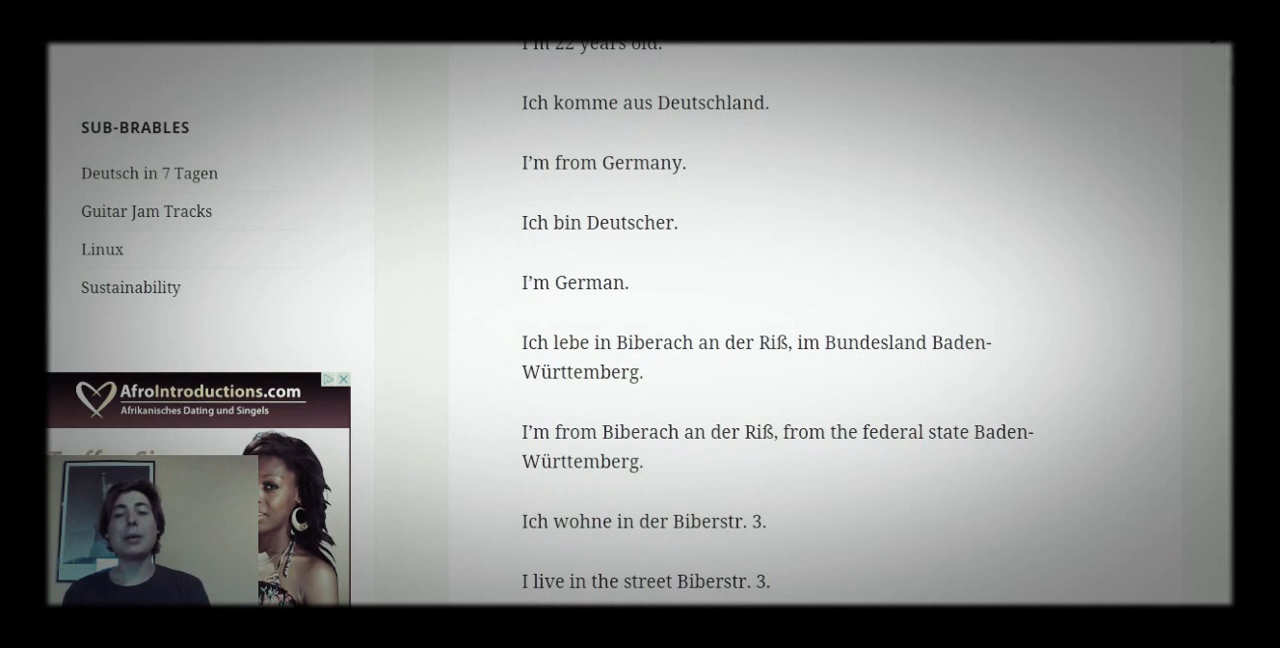 SUB-BRABLES
Deutsch in 7 Tagen
Guitar Jam Tracks
Linux
Sustainability
AfroIntroductions.com
Afrikanisches Dating und Singels
I'm 22 years old.
Ich komme aus Deutschland.
I'm from Germany.
Ich bin Deutscher.
I'm German.
Ich lebe in Biberach an der Riß, im Bundesland Baden-
Württemberg.
I'm from Biberach an der Riß, from the federal state Baden-
Württemberg.
Ich wohne in der Biberstr. 3.
I live in the street Biberstr. 3.